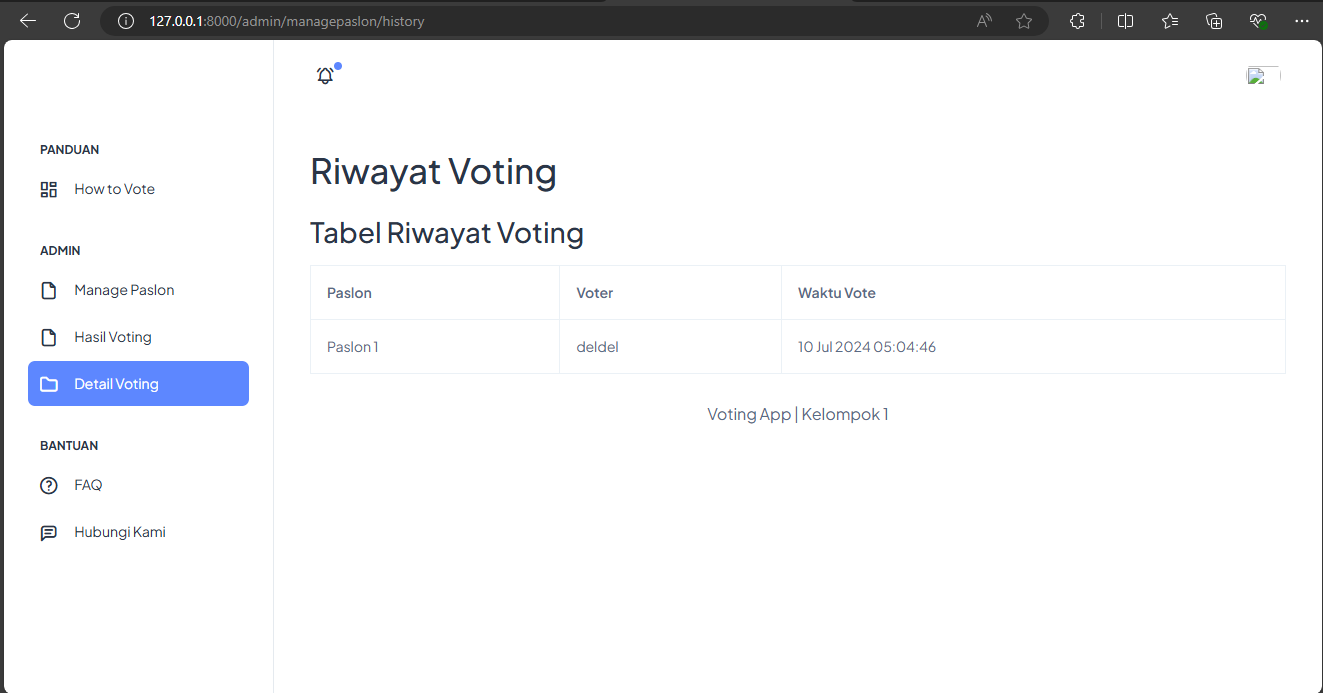 127.0.0.1:8000/admin/managepaslon/history
PANDUAN
How to Vote
ADMIN
Manage Paslon
Hasil Voting
Detail Voting
BANTUAN
FAQ
Hubungi Kami
Riwayat Voting
Tabel Riwayat Voting
Paslon Voter Waktu Vote
Paslon 1 deldel 10 Jul 2024 05:04:46
Voting App | Kelompok 1